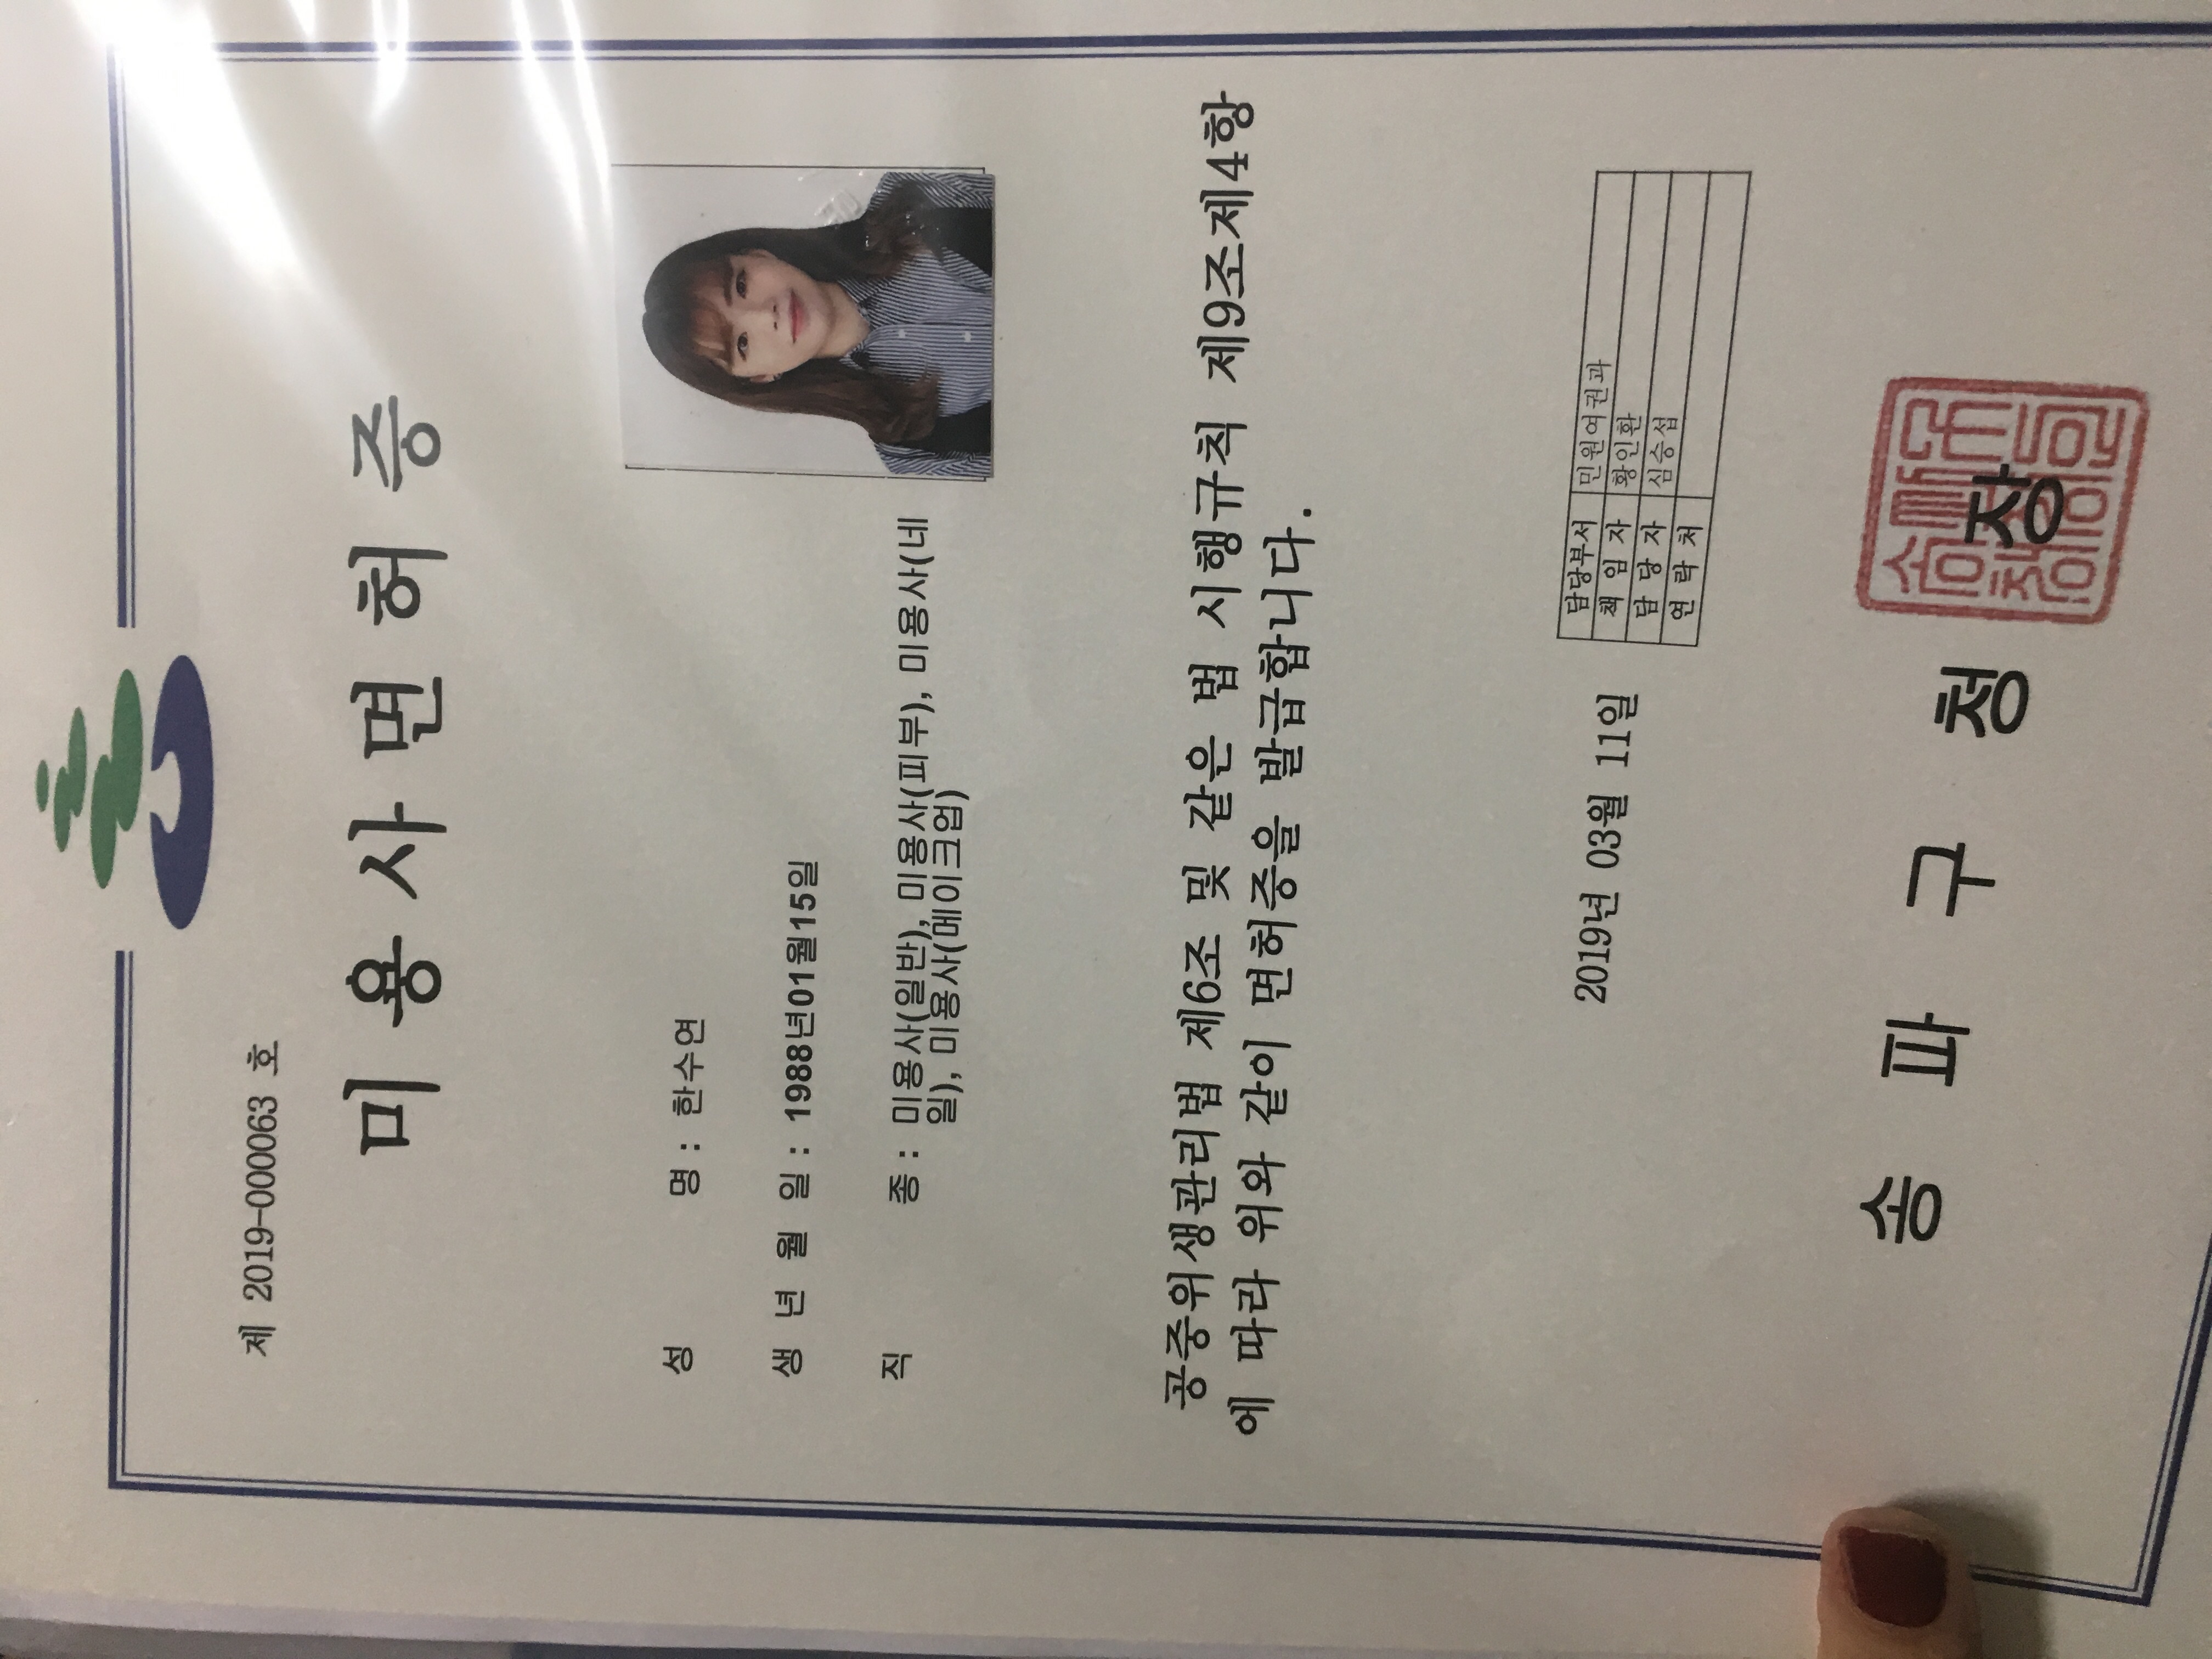 제 2019-000063 호
미용사면허증
성 명 : 한수연
생 년 월 일 : 1988년01월15일
직 종 : 미용사(일반), 미용사(피부), 미용사(네
일), 미용사(메이크업)
공중위생관리법 제6조 및 같은 법 시행규칙 제9조제4항
에 따라 위와 같이 면허증을 발급합니다.
2019년 03월 11일
담당부서 민원여권과
책 임 자 황인환
담 당 자 심승섭
연 락 처
송 파 구 청 장